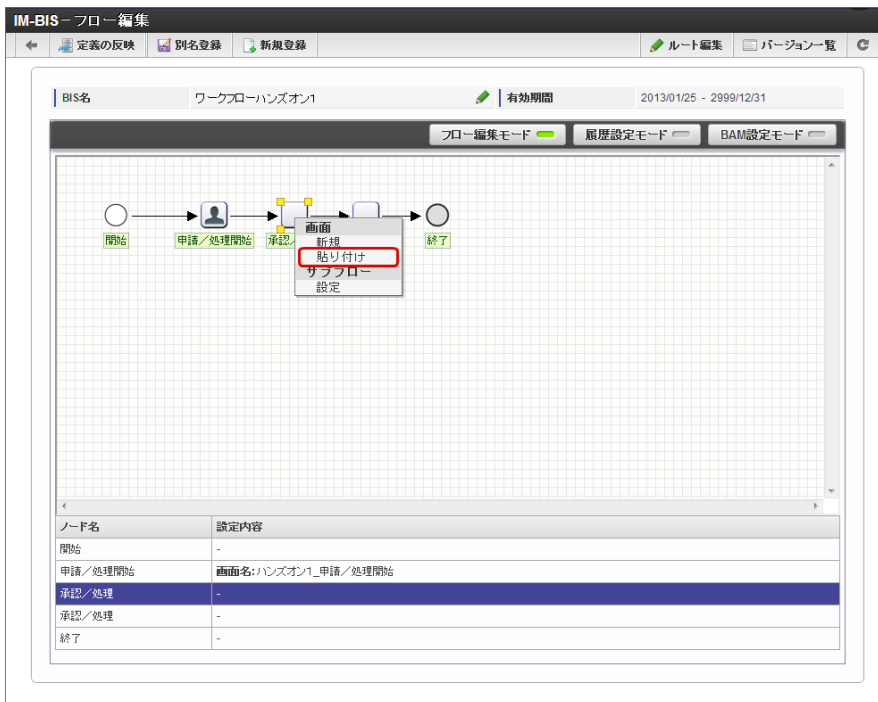 IM-BIS－フロー編集
定義の反映 別名登録 新規登録 ルート編集 バージョン一覧
BIS名 ワークフローハンズオン1 有効期間 2013/01/25 - 2999/12/31
フロー編集モード 履歴設定モード BAM設定モード
画面
新規
開始 申請／処理開始 承認／ 終了
貼り付け
サブフロー
設定
ノード名 設定内容
開始 -
申請／処理開始 画面名:ハンズオン1_申請／処理開始
承認／処理 -
承認／処理 -
終了 -